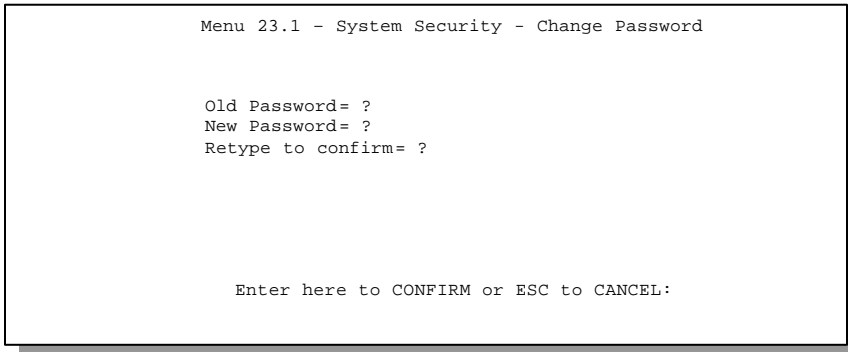 Menu 23.1 – System Security - Change Password
Old Password= ?
New Password= ?
Retype to confirm= ?
Enter here to CONFIRM or ESC to CANCEL: